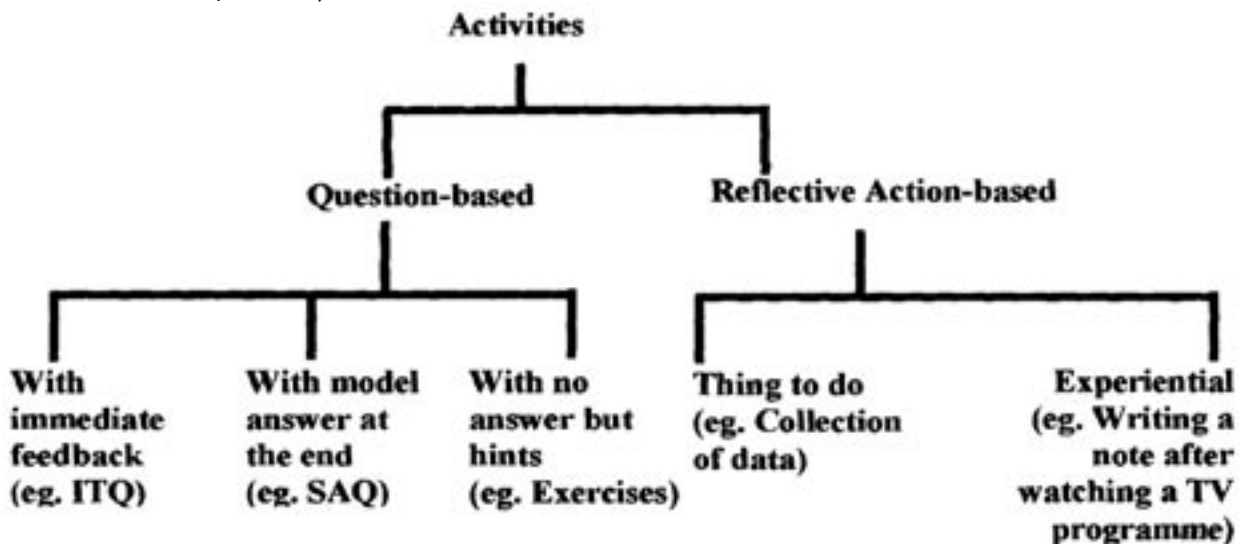 Activities
Question-based
Reflective Action-based
With
immediate
feedback
(eg. ITQ)
With model
answer at
the end
(eg. SAQ)
With no
answer but
hints
(eg. Exercises)
Thing to do
(eg. Collection
of data)
Experiential
(eg. Writing a
note after
watching a TV
programme)